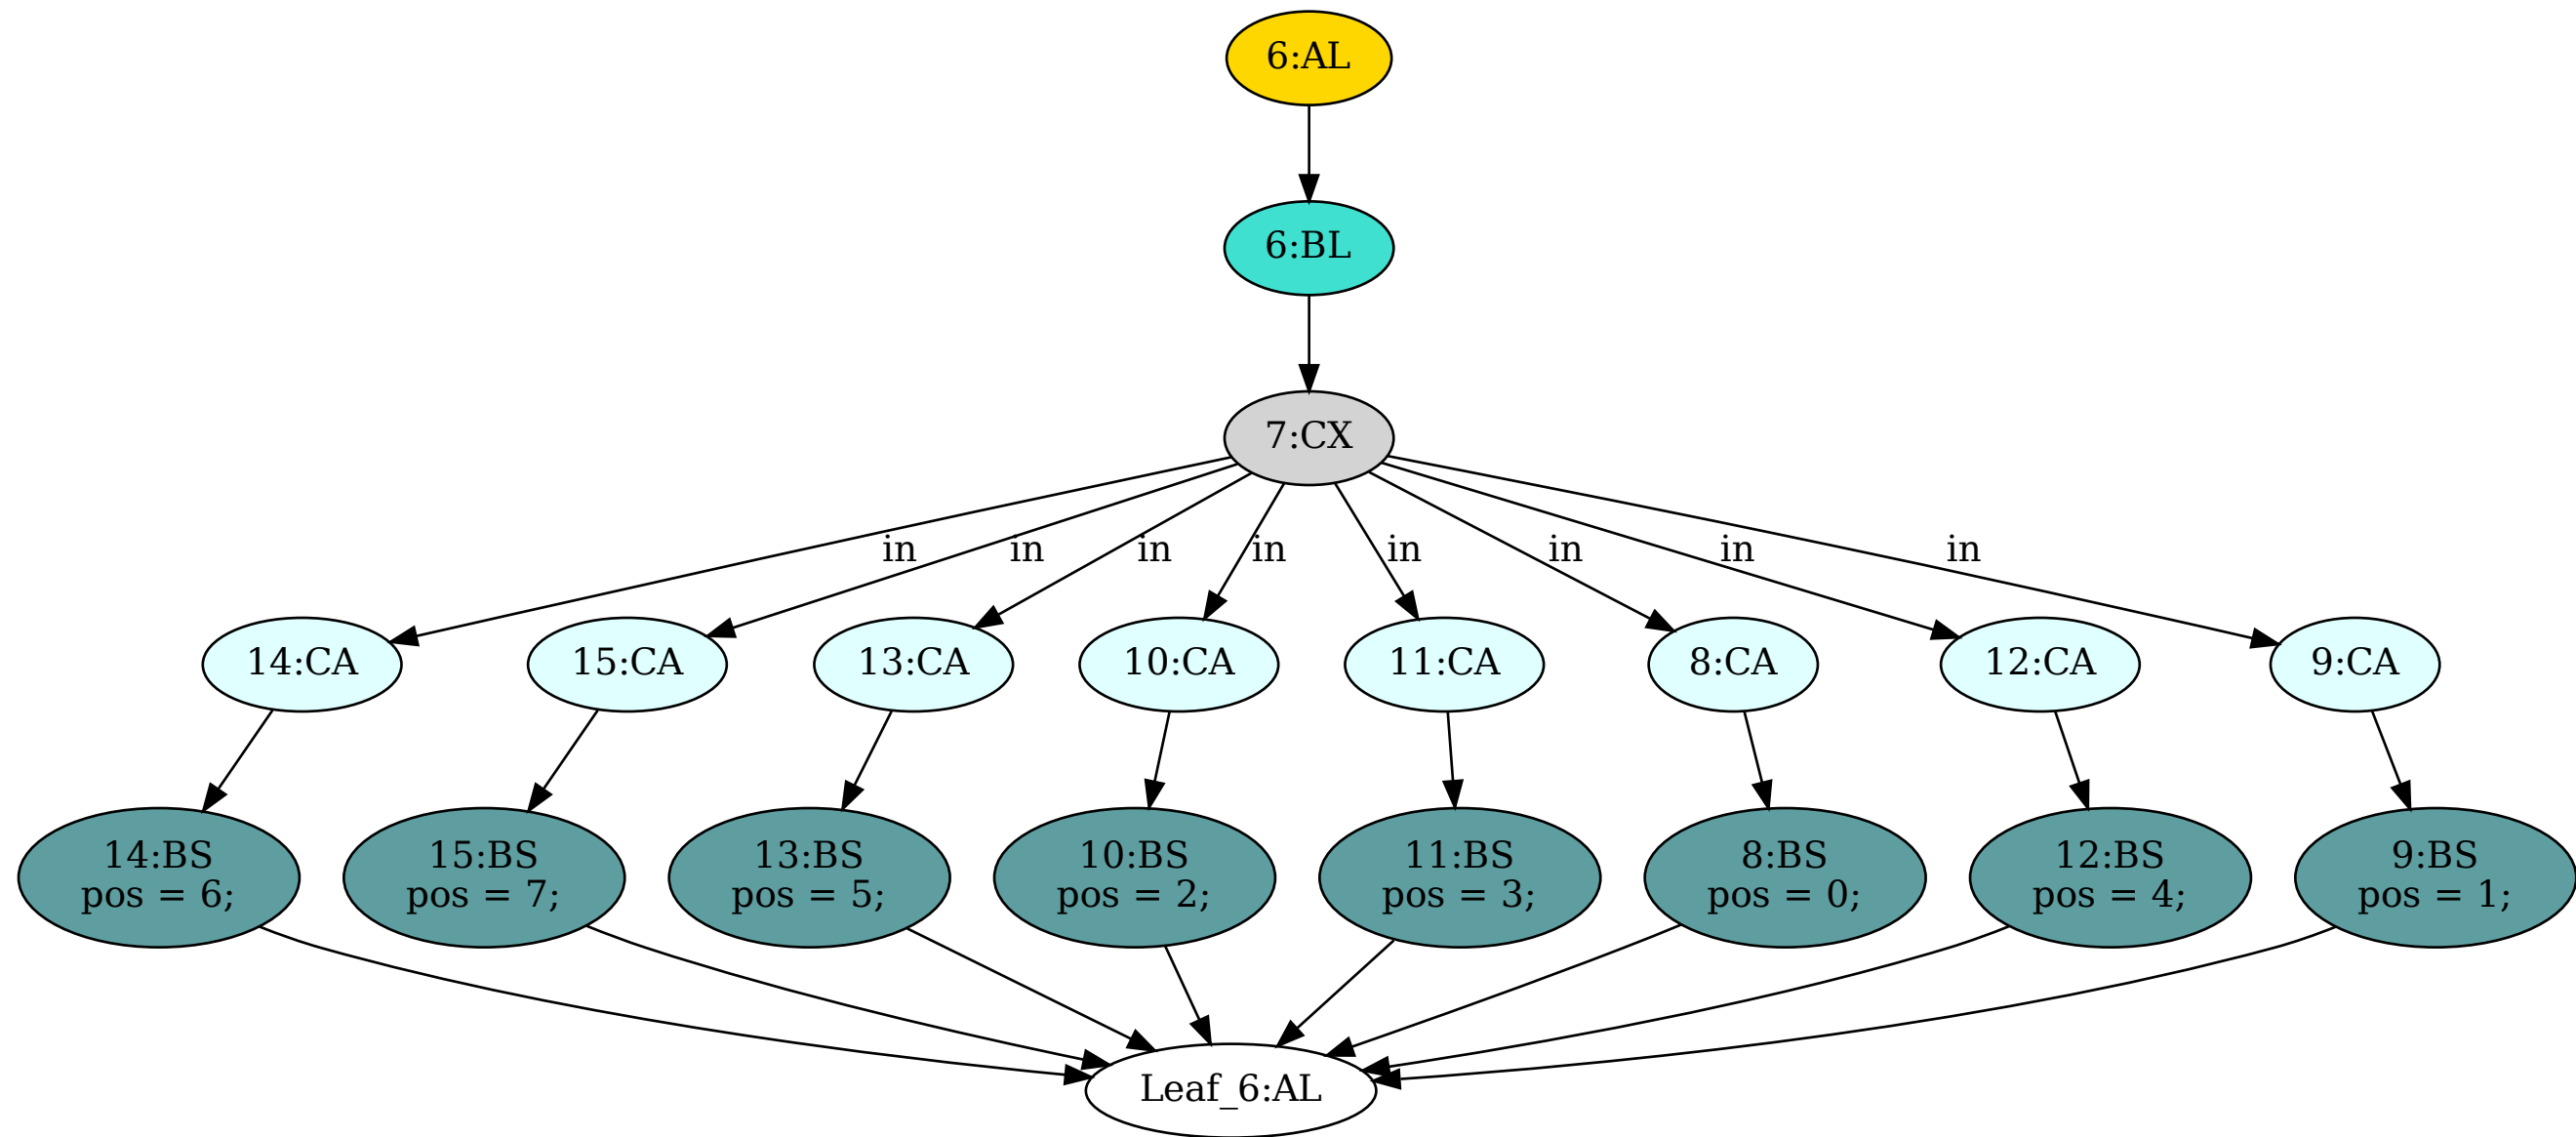 6:AL
6:BL
7:CX
in in in in in in in in
14:CA 15:CA 13:CA 10:CA 11:CA 8:CA 12:CA 9:CA
14:BS
pos = 6;
15:BS
pos = 7;
13:BS
pos = 5;
10:BS
pos = 2;
11:BS
pos = 3;
8:BS
pos = 0;
12:BS
pos = 4;
9:BS
pos = 1;
Leaf_6:AL